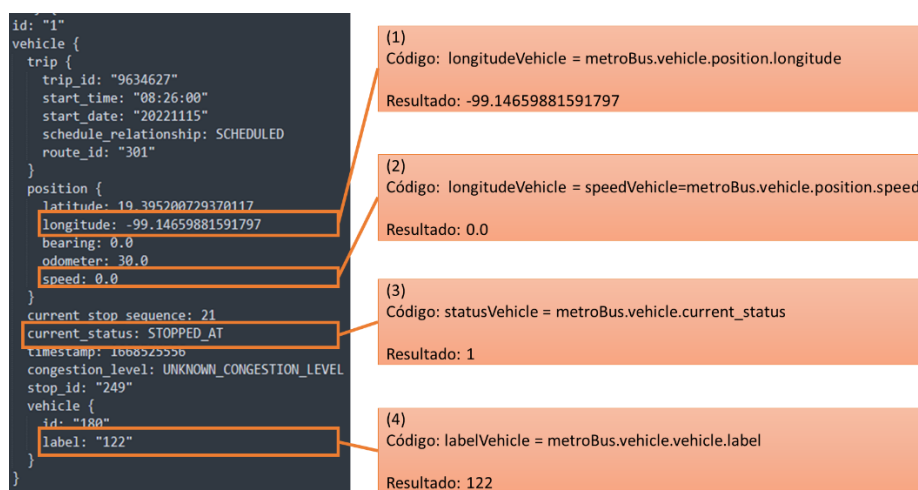 id: "1"
vehicle {
trip {
trip_id: "9634627"
start_time: "08:26:00"
start_date: "20221115"
schedule_relationship: SCHEDULED
route_id: "301"
}
position {
latitude: 19.395200729370117
longitude: -99.14659881591797
bearing: 0.0
odometer: 30.0
speed: 0.0
}
current_stop_sequence: 21
current_status: STOPPED_AT
timestamp: 1668525556
congestion_level: UNKNOWN_CONGESTION_LEVEL
stop_id: "249"
vehicle {
id: "180"
label: "122"
}
}
(1)
Código: longitudeVehicle = metroBus.vehicle.position.longitude
Resultado: -99.14659881591797
(2)
Código: longitudeVehicle = speedVehicle=metroBus.vehicle.position.speed
Resultado: 0.0
(3)
Código: statusVehicle = metroBus.vehicle.current_status
Resultado: 1
(4)
Código: labelVehicle = metroBus.vehicle.vehicle.label
Resultado: 122